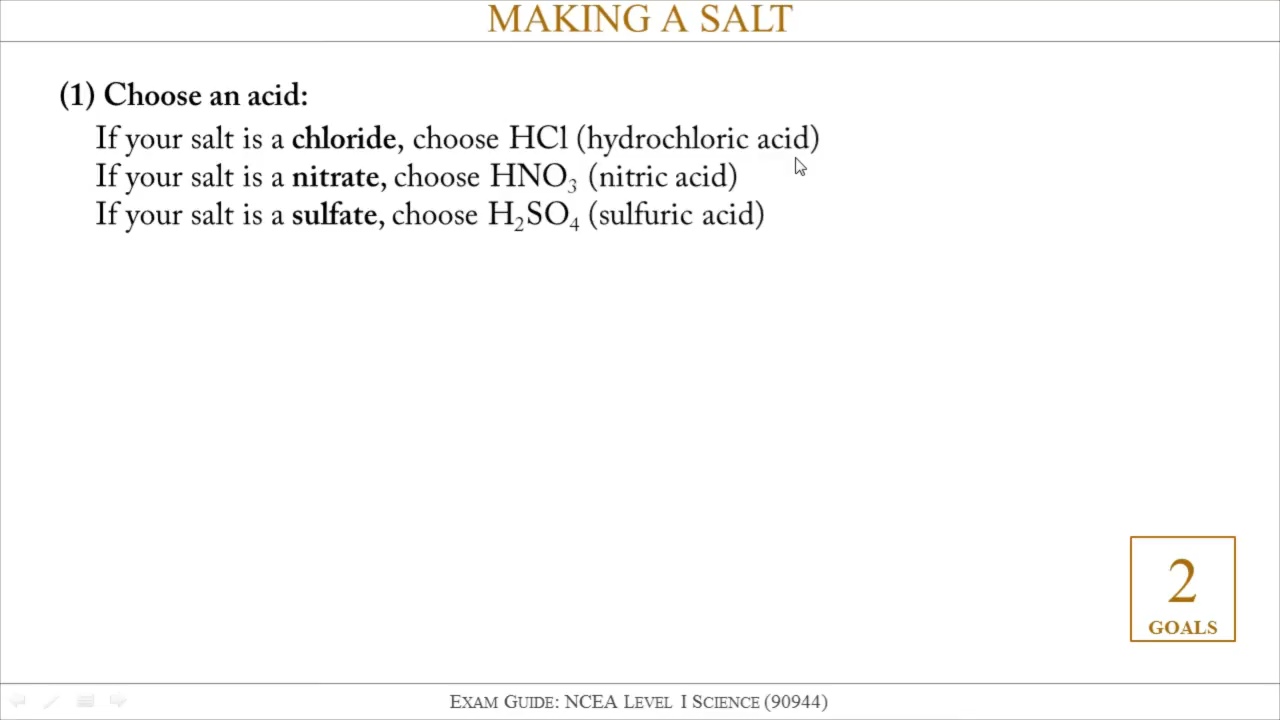 MAKING A SALT
(1) Choose an acid:
If your salt is a chloride, choose HCl (hydrochloric acid)
If your salt is a nitrate, choose HNO₃ (nitric acid)
If your salt is a sulfate, choose H₂SO₄ (sulfuric acid)
2
GOALS
EXAM GUIDE: NCEA LEVEL 1 SCIENCE (90944)